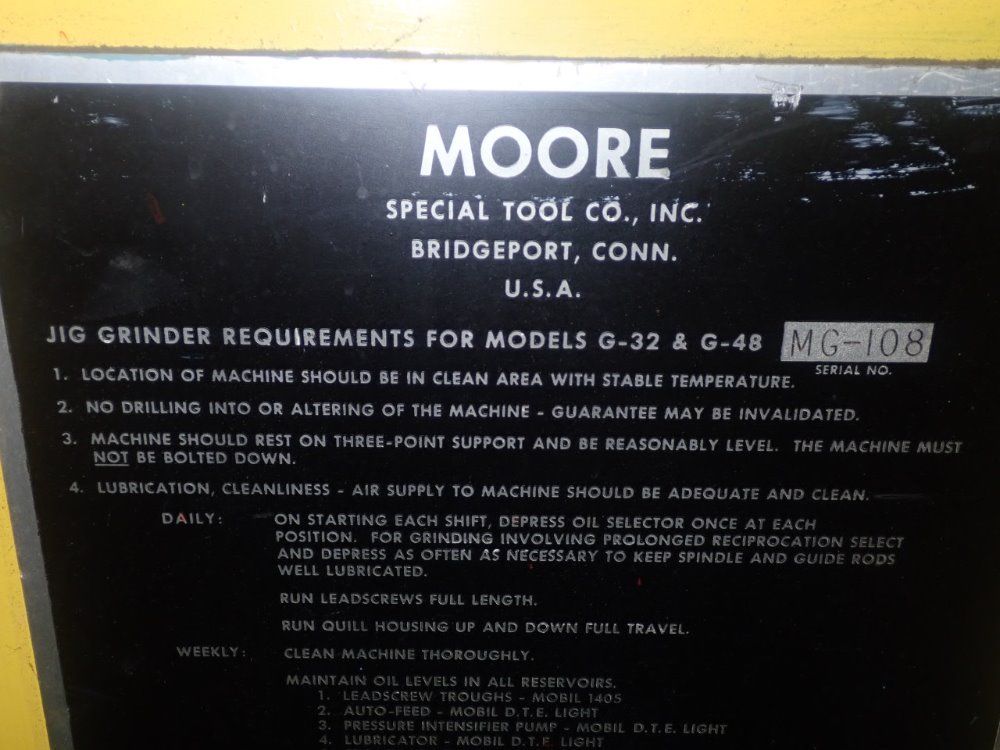 MOORE
SPECIAL TOOL CO., INC.
BRIDGEPORT, CONN.
U.S.A.
JIG GRINDER REQUIREMENTS FOR MODELS G-32 & G-48 MG-108
SERIAL NO.
1. LOCATION OF MACHINE SHOULD BE IN CLEAN AREA WITH STABLE TEMPERATURE.
2. NO DRILLING INTO OR ALTERING OF THE MACHINE - GUARANTEE MAY BE INVALIDATED.
3. MACHINE SHOULD REST ON THREE-POINT SUPPORT AND BE REASONABLY LEVEL. THE MACHINE MUST
NOT BE BOLTED DOWN.
4. LUBRICATION, CLEANLINESS - AIR SUPPLY TO MACHINE SHOULD BE ADEQUATE AND CLEAN.
DAILY: ON STARTING EACH SHIFT, DEPRESS OIL SELECTOR ONCE AT EACH
POSITION. FOR GRINDING INVOLVING PROLONGED RECIPROCATION SELECT
AND DEPRESS AS OFTEN AS NECESSARY TO KEEP SPINDLE AND GUIDE RODS
WELL LUBRICATED.
RUN LEADSCREWS FULL LENGTH.
RUN QUILL HOUSING UP AND DOWN FULL TRAVEL.
WEEKLY: CLEAN MACHINE THOROUGHLY.
MAINTAIN OIL LEVELS IN ALL RESERVOIRS.
1. LEADSCREW TROUGHS - MOBIL 1405
2. AUTO-FEED - MOBIL D.T.E. LIGHT
3. PRESSURE INTENSIFIER PUMP - MOBIL D.T.E. LIGHT
4. LUBRICATOR - MOBIL D.T.E. LIGHT